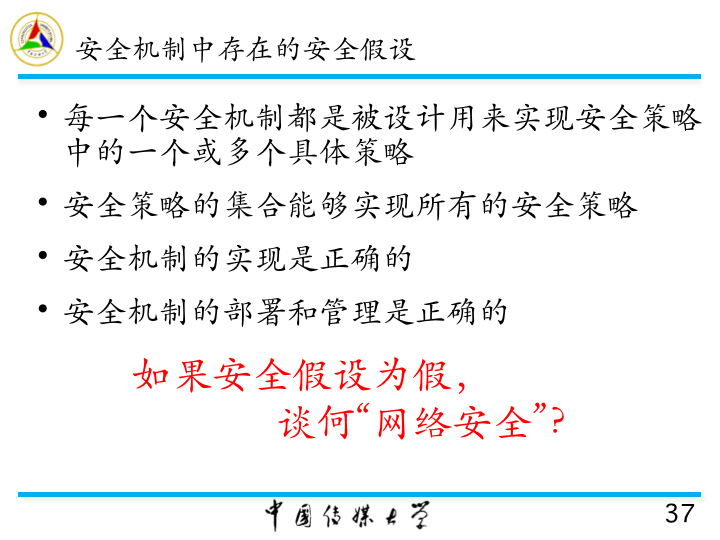 安全机制中存在的安全假设
• 每一个安全机制都是被设计用来实现安全策略
中的一个或多个具体策略
• 安全策略的集合能够实现所有的安全策略
• 安全机制的实现是正确的
• 安全机制的部署和管理是正确的
如果安全假设为假，
谈何“网络安全”？
中国传媒大学
37